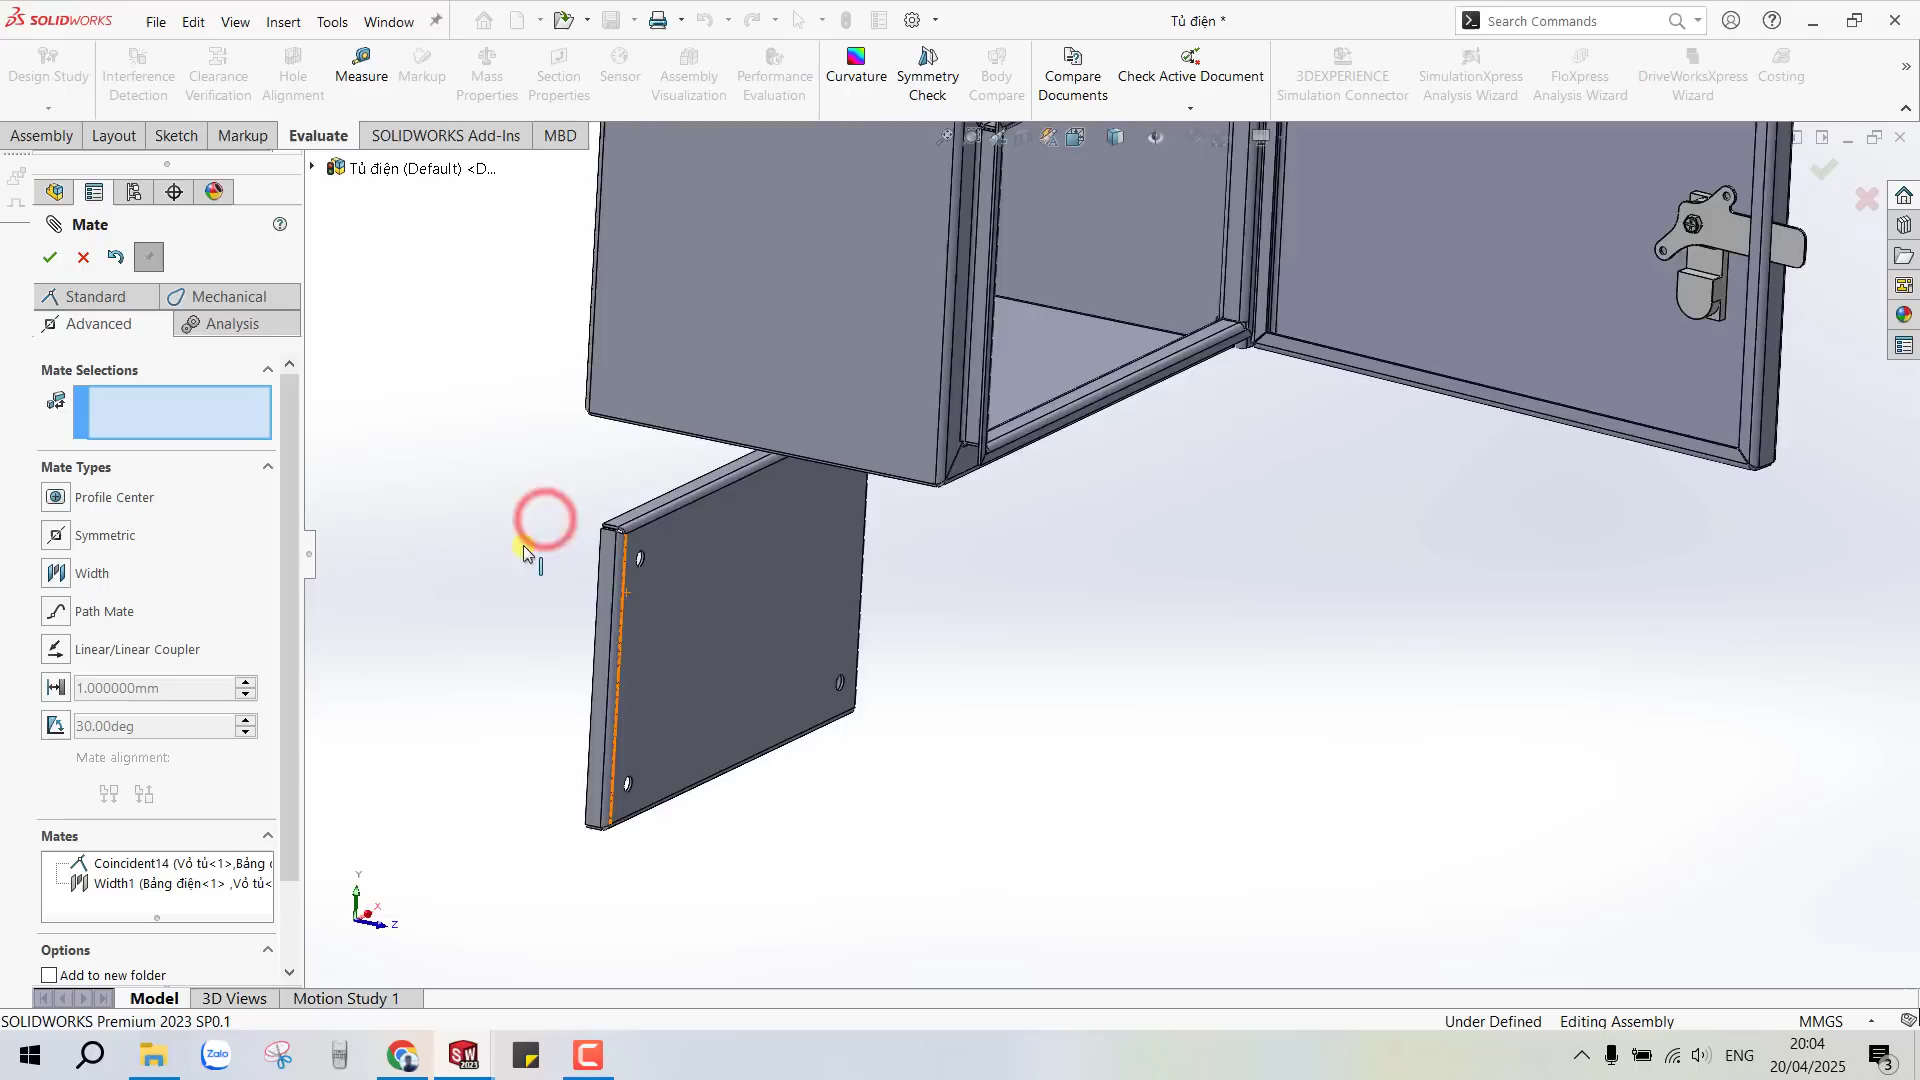 SOLIDWORKS File Edit View Insert Tools Window Tủ điện * Search Commands
Design Study
Interference Detection
Clearance Verification
Hole Alignment
Measure
Markup
Mass Properties
Section Properties
Sensor
Assembly Visualization
Performance Evaluation
Curvature
Symmetry Check
Body Compare
Compare Documents
Check Active Document
3DEXPERIENCE Simulation Connector
SimulationXpress Analysis Wizard
FloXpress Analysis Wizard
DriveWorksXpress Wizard
Costing
Assembly Layout Sketch Markup Evaluate SOLIDWORKS Add-Ins MBD
Tủ điện (Default) <D...
Mate
Standard Mechanical
Advanced Analysis
Mate Selections
Mate Types
Profile Center
Symmetric
Width
Path Mate
Linear/Linear Coupler
1.000000mm
30.00deg
Mate alignment:
Mates
Coincident14 (Vỏ tủ<1>,Bảng
Width1 (Bảng điện<1> ,Vỏ tủ<
Options
Add to new folder
Y
X
Z
Model 3D Views Motion Study 1
SOLIDWORKS Premium 2023 SP0.1 Under Defined Editing Assembly MMGS
Zalo
SW
2023
ENG
20:04
20/04/2025
3